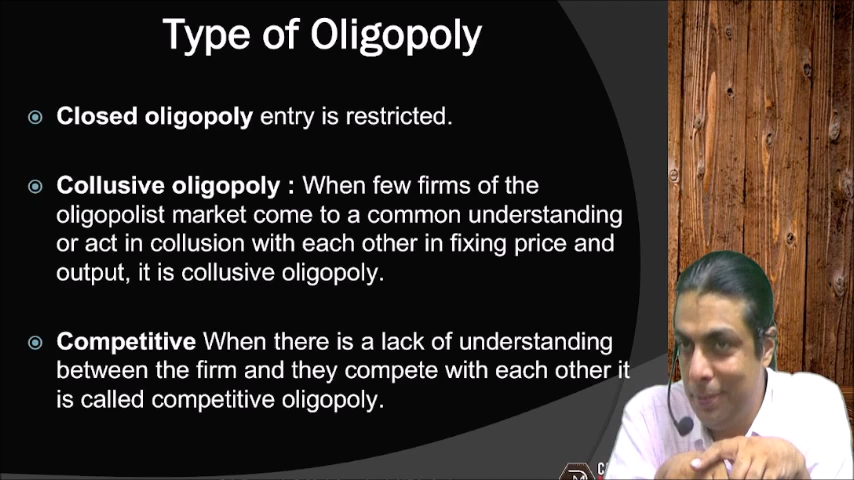 Type of Oligopoly
Closed oligopoly entry is restricted.
Collusive oligopoly : When few firms of the
oligopolist market come to a common understanding
or act in collusion with each other in fixing price and
output, it is collusive oligopoly.
Competitive When there is a lack of understanding
between the firm and they compete with each other it
is called competitive oligopoly.